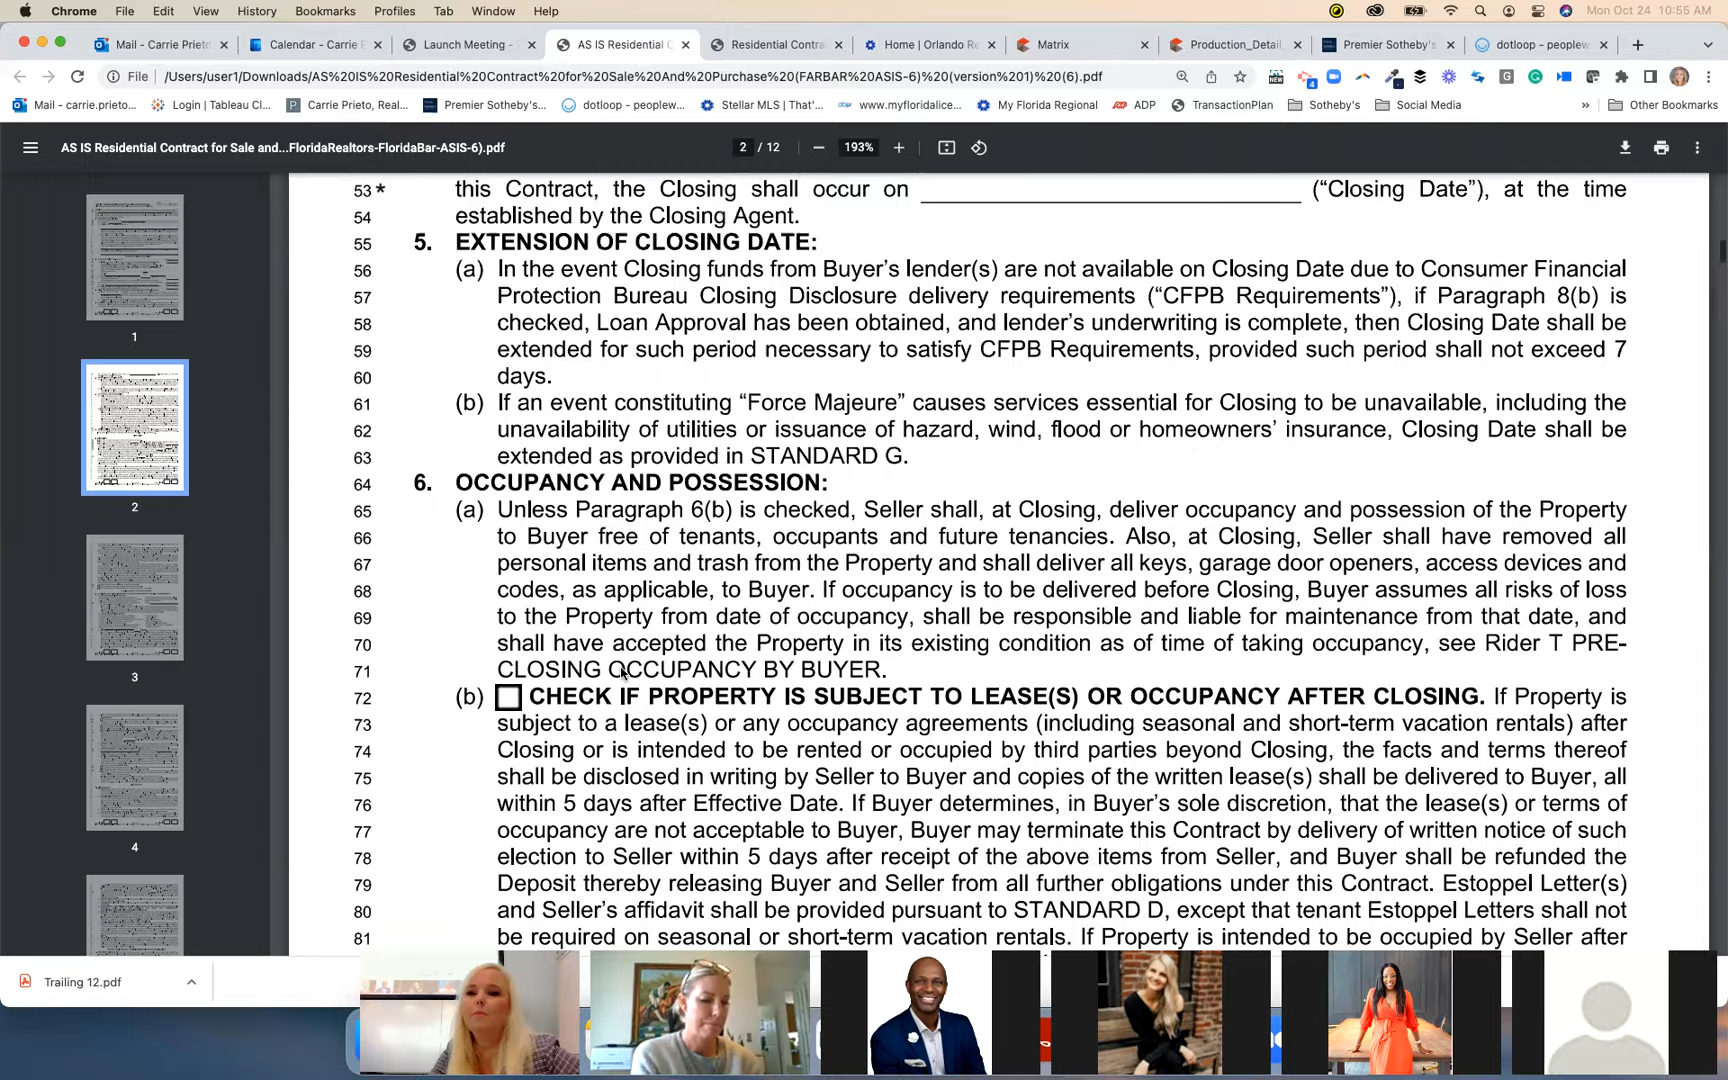 Chrome File Edit View History Bookmarks Profiles Tab Window Help Mon Oct 24 10:55 AM
Mail - Carrie Prieto Calendar - Carrie P Launch Meeting - AS IS Residential C Residential Contra Home | Orlando Re Matrix Production_Detail Premier Sotheby's dotloop - peoplew
File /Users/user1/Downloads/AS%20IS%20Residential%20Contract%20for%20Sale%20And%20Purchase%20(FARBAR%20ASIS-6)%20(version%201)%20(6).pdf
Mail - carrie.prieto... Login | Tableau Cl... Carrie Prieto, Real... Premier Sotheby's... dotloop - peoplew... Stellar MLS | That'... www.myfloridalice... My Florida Regional ADP TransactionPlan Sotheby's Social Media » Other Bookmarks
AS IS Residential Contract for Sale and...FloridaRealtors-FloridaBar-ASIS-6).pdf 2 / 12 193%
53 * this Contract, the Closing shall occur on ("Closing Date"), at the time
54 established by the Closing Agent.
55 5. EXTENSION OF CLOSING DATE:
56 (a) In the event Closing funds from Buyer's lender(s) are not available on Closing Date due to Consumer Financial
57 Protection Bureau Closing Disclosure delivery requirements ("CFPB Requirements"), if Paragraph 8(b) is
58 checked, Loan Approval has been obtained, and lender's underwriting is complete, then Closing Date shall be
59 extended for such period necessary to satisfy CFPB Requirements, provided such period shall not exceed 7
60 days.
61 (b) If an event constituting "Force Majeure" causes services essential for Closing to be unavailable, including the
62 unavailability of utilities or issuance of hazard, wind, flood or homeowners' insurance, Closing Date shall be
63 extended as provided in STANDARD G.
64 6. OCCUPANCY AND POSSESSION:
65 (a) Unless Paragraph 6(b) is checked, Seller shall, at Closing, deliver occupancy and possession of the Property
66 to Buyer free of tenants, occupants and future tenancies. Also, at Closing, Seller shall have removed all
67 personal items and trash from the Property and shall deliver all keys, garage door openers, access devices and
68 codes, as applicable, to Buyer. If occupancy is to be delivered before Closing, Buyer assumes all risks of loss
69 to the Property from date of occupancy, shall be responsible and liable for maintenance from that date, and
70 shall have accepted the Property in its existing condition as of time of taking occupancy, see Rider T PRE-
71 CLOSING OCCUPANCY BY BUYER.
72 (b) CHECK IF PROPERTY IS SUBJECT TO LEASE(S) OR OCCUPANCY AFTER CLOSING. If Property is
73 subject to a lease(s) or any occupancy agreements (including seasonal and short-term vacation rentals) after
74 Closing or is intended to be rented or occupied by third parties beyond Closing, the facts and terms thereof
75 shall be disclosed in writing by Seller to Buyer and copies of the written lease(s) shall be delivered to Buyer, all
76 within 5 days after Effective Date. If Buyer determines, in Buyer's sole discretion, that the lease(s) or terms of
77 occupancy are not acceptable to Buyer, Buyer may terminate this Contract by delivery of written notice of such
78 election to Seller within 5 days after receipt of the above items from Seller, and Buyer shall be refunded the
79 Deposit thereby releasing Buyer and Seller from all further obligations under this Contract. Estoppel Letter(s)
80 and Seller's affidavit shall be provided pursuant to STANDARD D, except that tenant Estoppel Letters shall not
81 be required on seasonal or short-term vacation rentals. If Property is intended to be occupied by Seller after
1
2
3
4
Trailing 12.pdf